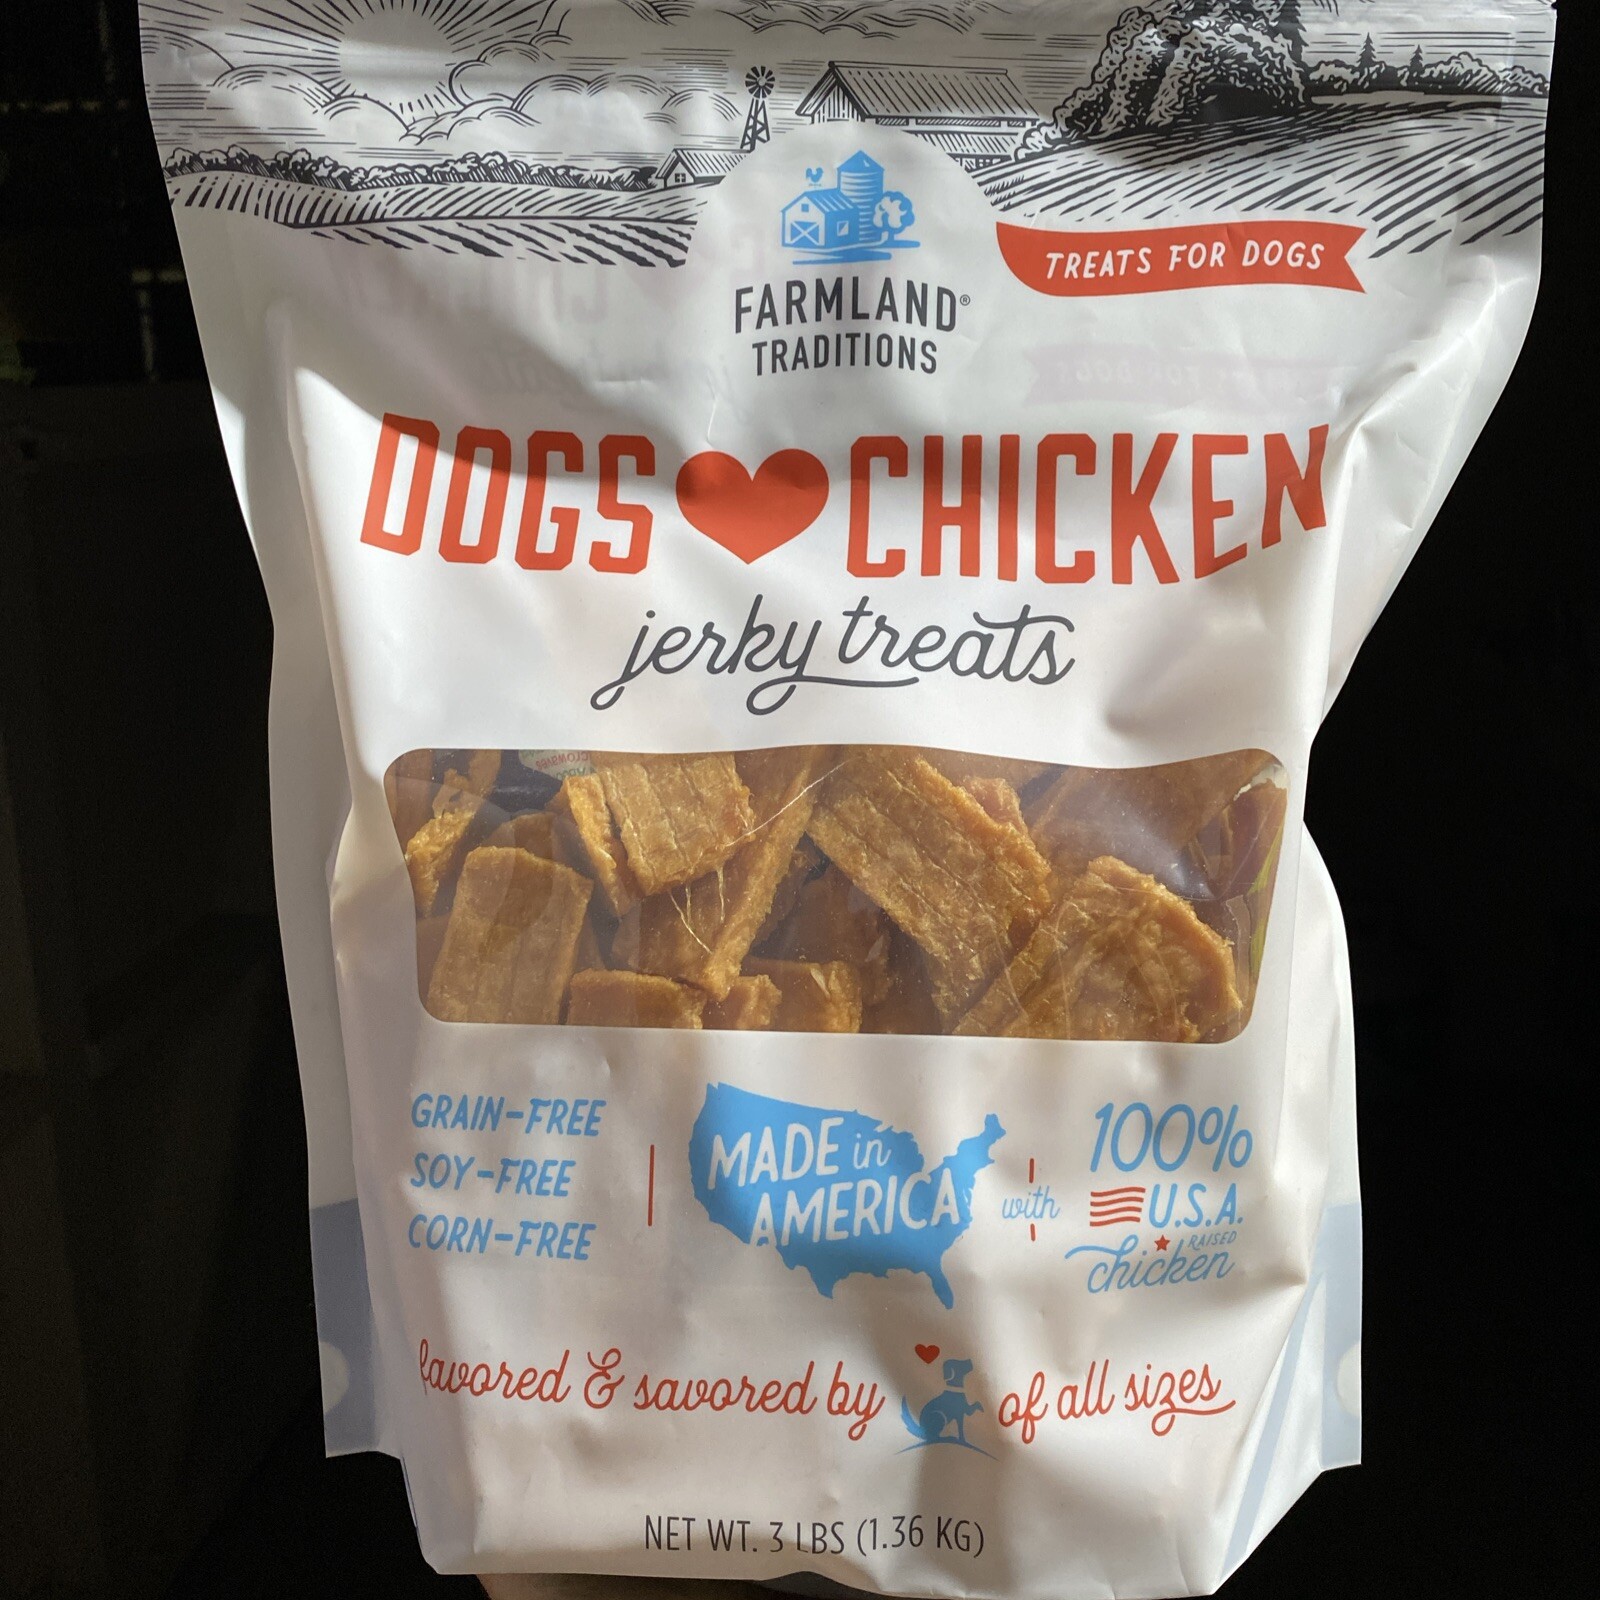 FARMLAND®
TRADITIONS
TREATS FOR DOGS
DOGS CHICKEN
jerky treats
GRAIN-FREE
SOY-FREE
CORN-FREE
MADE in
AMERICA
with
100%
U.S.A.
RAISED
chicken
favored & savored by of all sizes
NET WT. 3 LBS (1.36 KG)